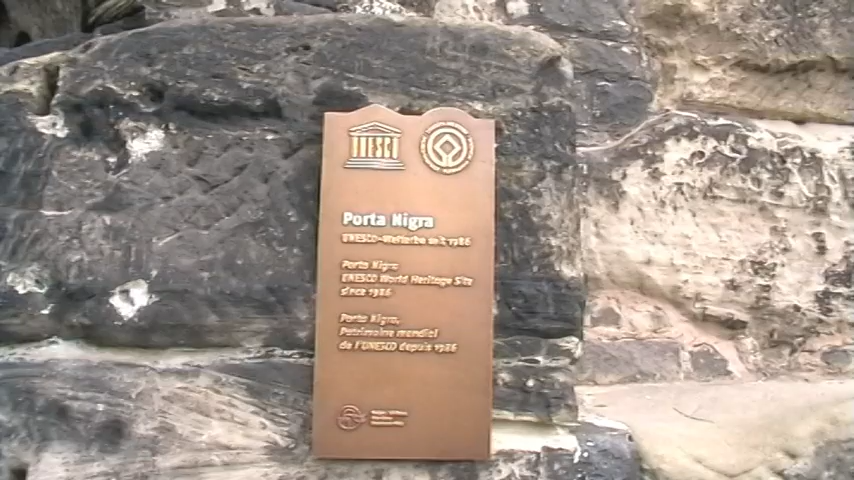 UNESCO
Porta Nigra
UNESCO-Welterbe seit 1986
Porta Nigra,
UNESCO World Heritage Site
since 1986
Porta Nigra,
Patrimoine mondial
de l'UNESCO depuis 1986